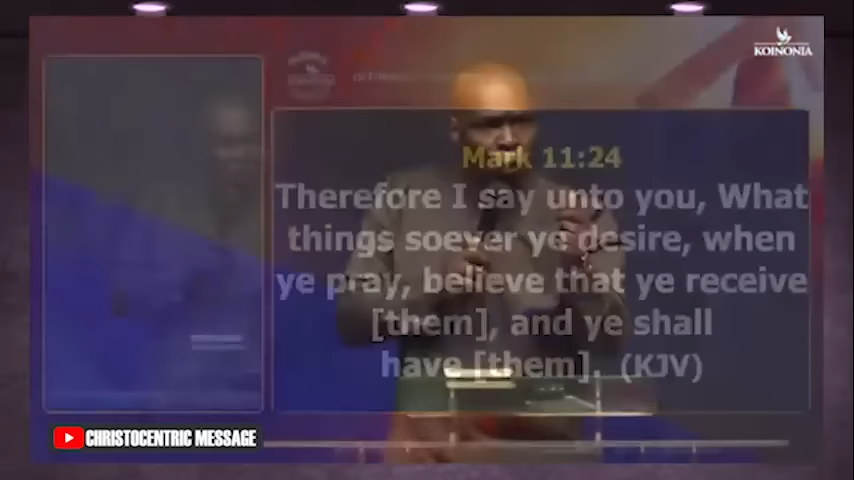 KOINONIA
Mark 11:24
Therefore I say unto you, What
things soever ye desire, when
ye pray, believe that ye receive
[them], and ye shall
have [them]. (KJV)
CHRISTOCENTRIC MESSAGE